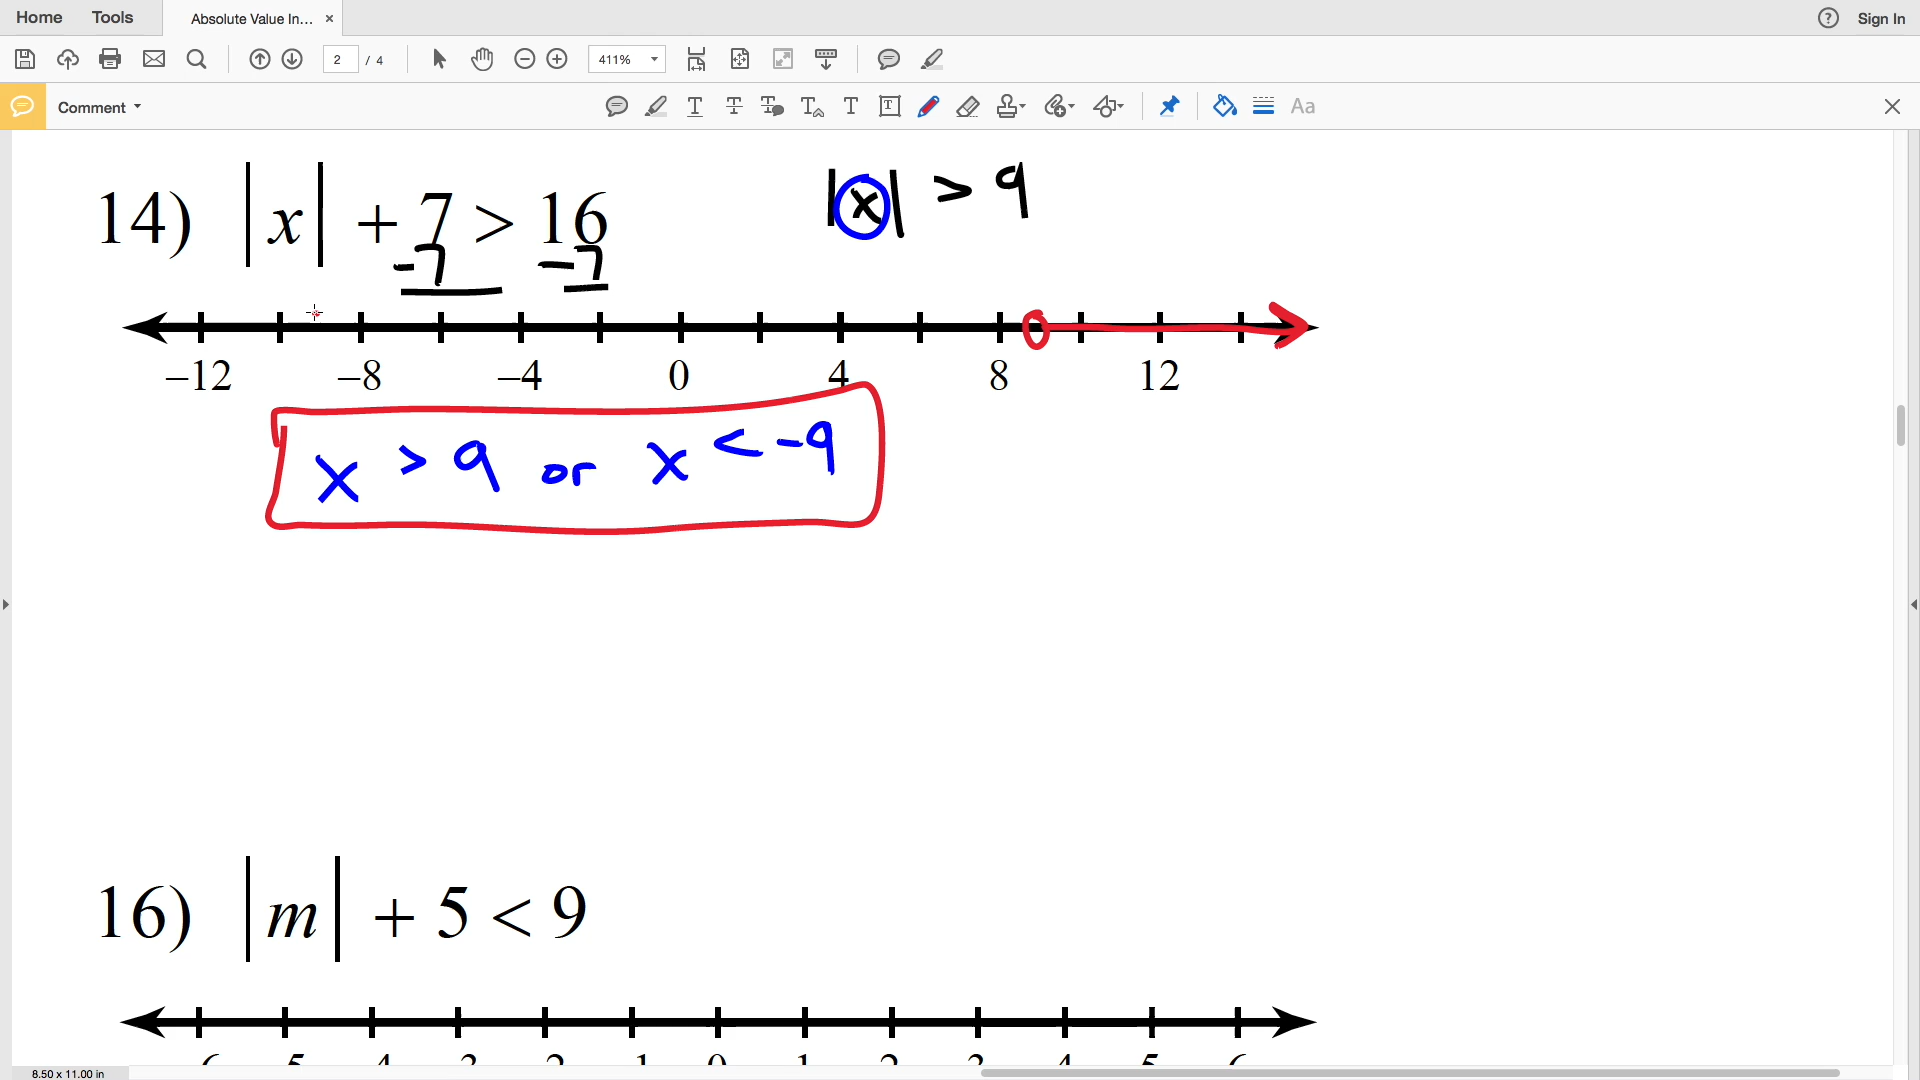 Home Tools Absolute Value In... × ? Sign In
2 / 4 411%
Comment T T T T T T Aa
14) |x| + 7 > 16 |x| > 9
-7 -7
–12 –8 –4 0 4 8 12
x > 9 or x < -9
16) |m| + 5 < 9
8.50 x 11.00 in